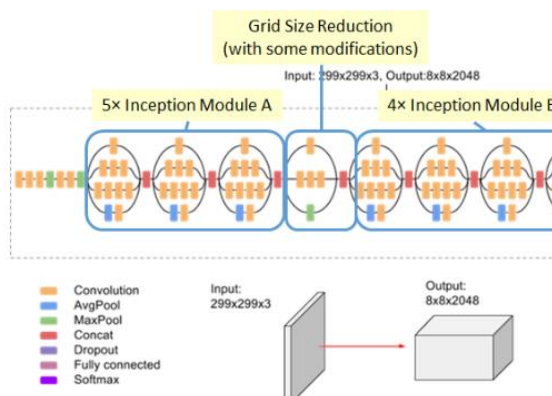 Grid Size Reduction
(with some modifications)
Input: 299x299x3, Output:8x8x2048
5× Inception Module A
4× Inception Module B
Convolution
AvgPool
MaxPool
Concat
Dropout
Fully connected
Softmax
Input:
299x299x3
Output:
8x8x2048